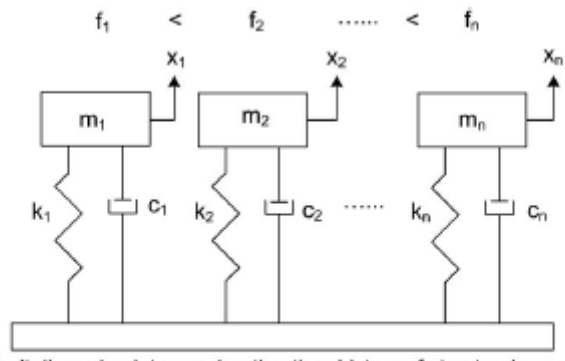 f1 < f2 ...... < fn
x1 x2 xn
m1 m2 mn
k1 c1 k2 c2 ...... kn cn